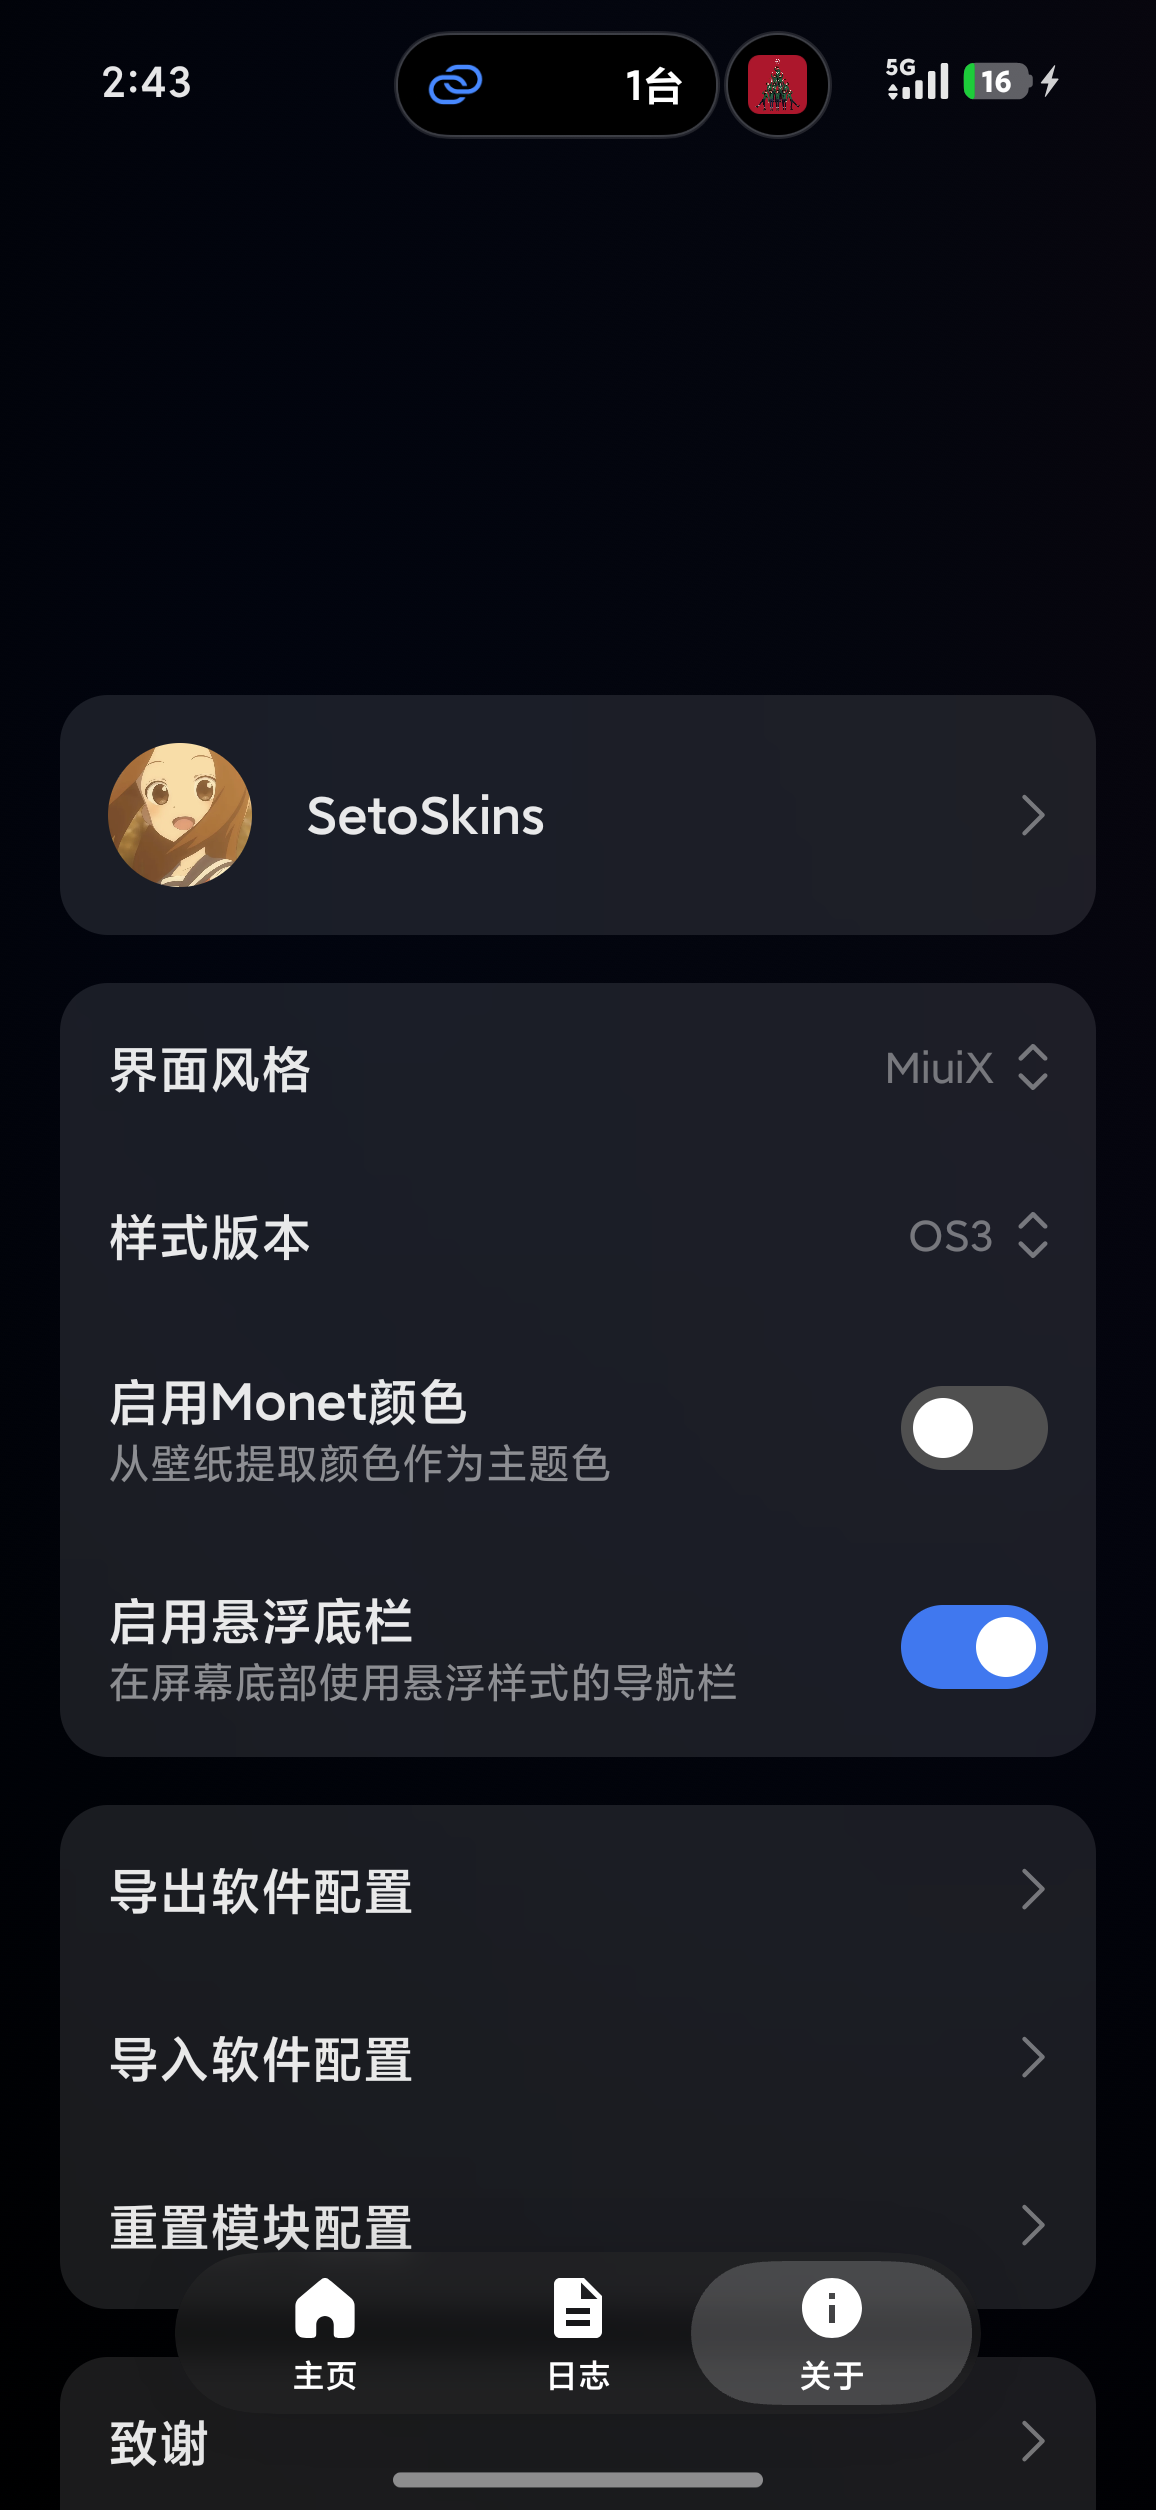 2:43
1台
5G
16
SetoSkins
界面风格
MiuiX
样式版本
OS3
启用Monet颜色
从壁纸提取颜色作为主题色
启用悬浮底栏
在屏幕底部使用悬浮样式的导航栏
导出软件配置
导入软件配置
重置模块配置
主页
日志
关于
致谢